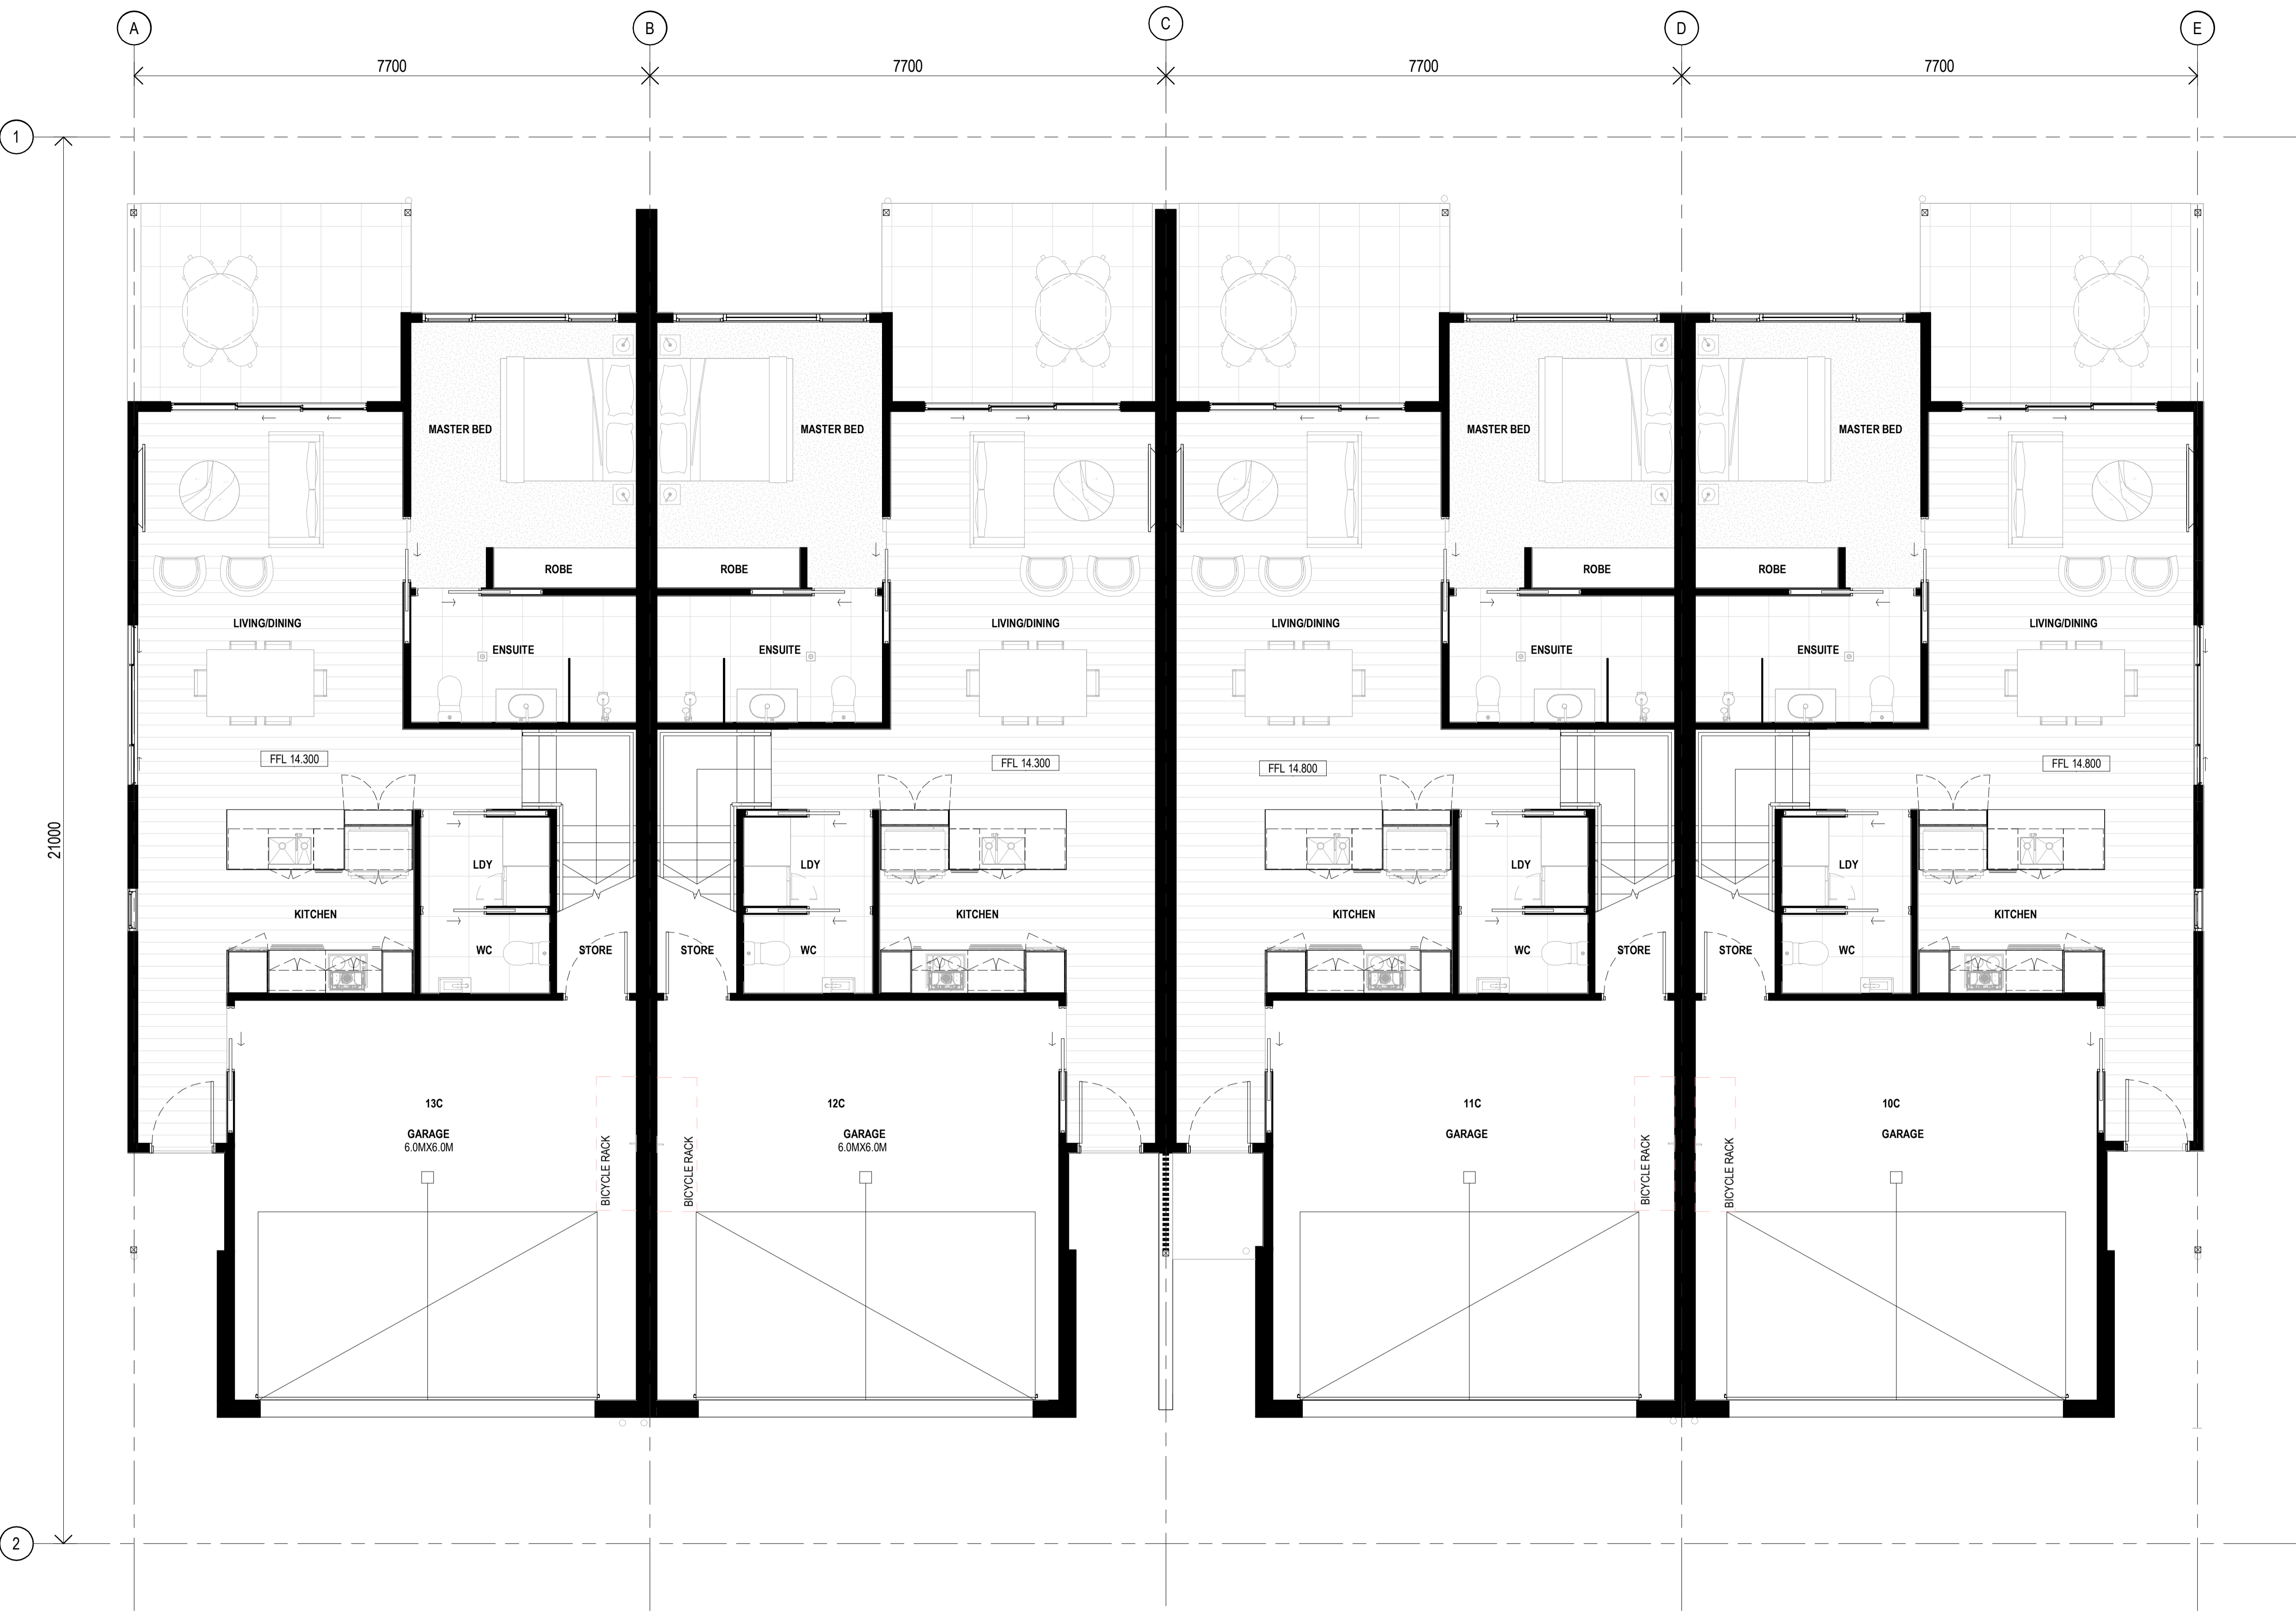 A B C D E
7700 7700 7700 7700
1
MASTER BED MASTER BED MASTER BED MASTER BED
ROBE ROBE ROBE ROBE
LIVING/DINING LIVING/DINING LIVING/DINING LIVING/DINING
ENSUITE ENSUITE ENSUITE ENSUITE
FFL 14.300 FFL 14.300 FFL 14.800 FFL 14.800
21000
LDY LDY LDY LDY
KITCHEN KITCHEN KITCHEN KITCHEN
WC STORE STORE WC WC STORE STORE WC
13C 12C 11C 10C
GARAGE GARAGE GARAGE GARAGE
6.0MX6.0M 6.0MX6.0M
BICYCLE RACK BICYCLE RACK BICYCLE RACK BICYCLE RACK
2